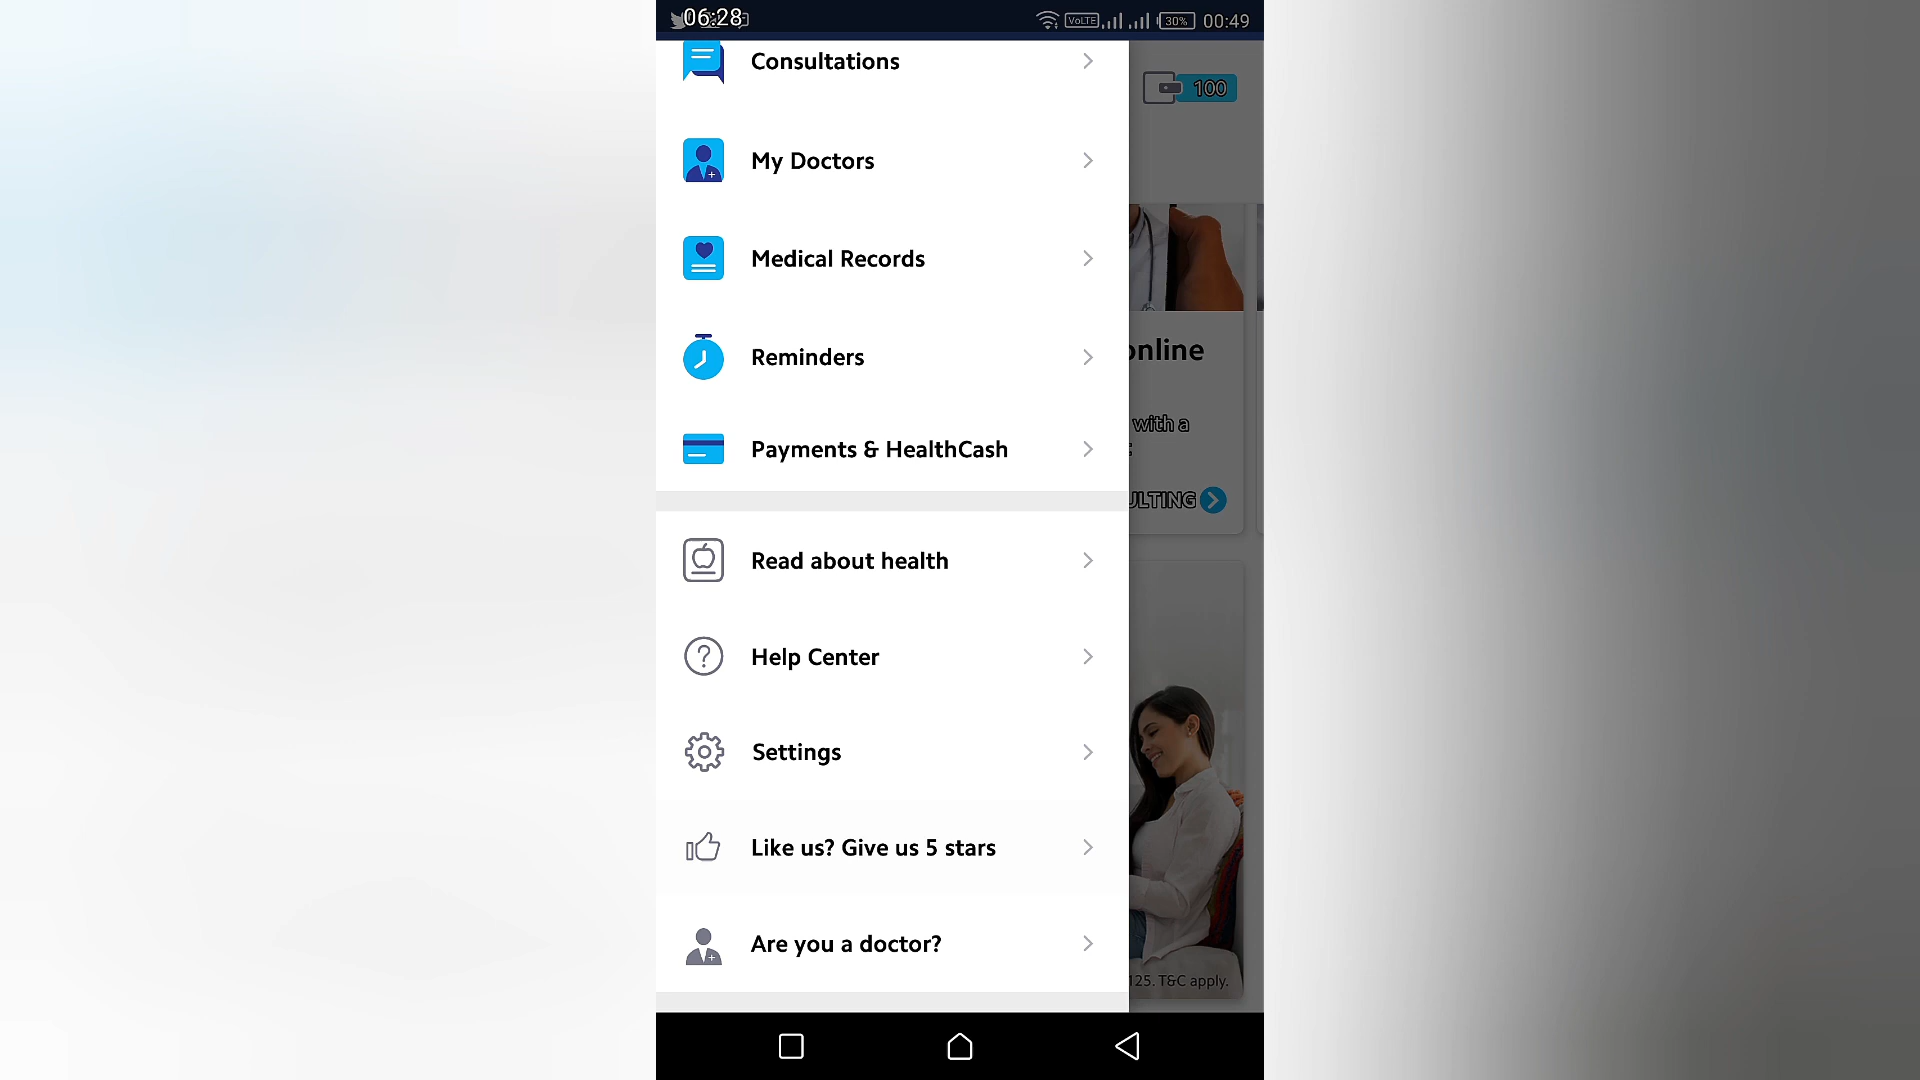 06:28
VoLTE 30% 00:49
Consultations
100
My Doctors
Medical Records
online
Reminders
with a
Payments & HealthCash
ULTING
Read about health
Help Center
Settings
Like us? Give us 5 stars
Are you a doctor?
125. T&C apply.